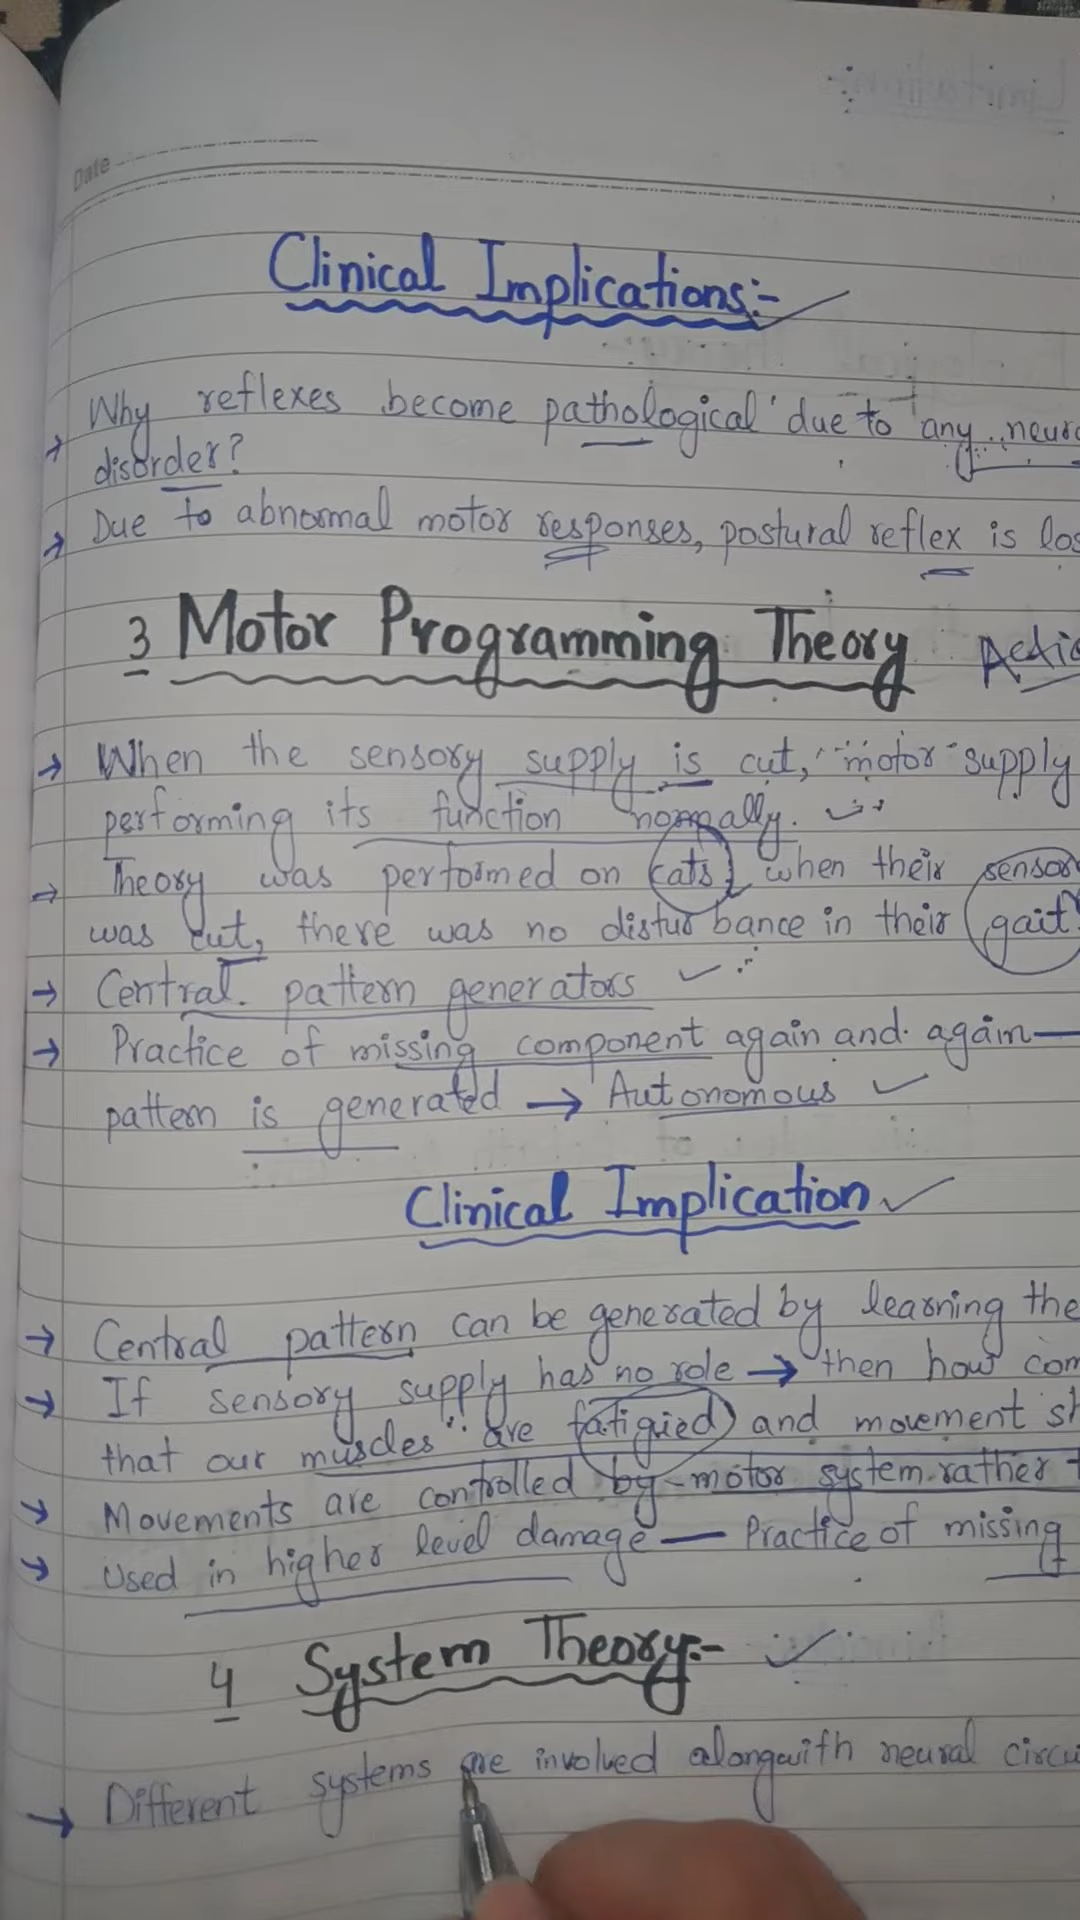 Date
Clinical Implications:-
Why reflexes become pathological due to any
disorder?
Due to abnormal motor responses, postural reflex is
3 Motor Programming Theory
→ When the sensory supply is cut, motor supply
performing its function normally.
→ Theory was performed on cats, when their
was cut, there was no disturbance in their gait
→ Central pattern generators
→ Practice of missing component again and again —
pattern is generated → Autonomous
Clinical Implication
→ Central pattern can be generated by learning the
→ If sensory supply has no role → then how
that our muscles are fatigued and movement
→ Movements are controlled by motor system rather
→ Used in higher level damage — Practice of missing
4 System Theory:-
→ Different systems are involved alongwith neural